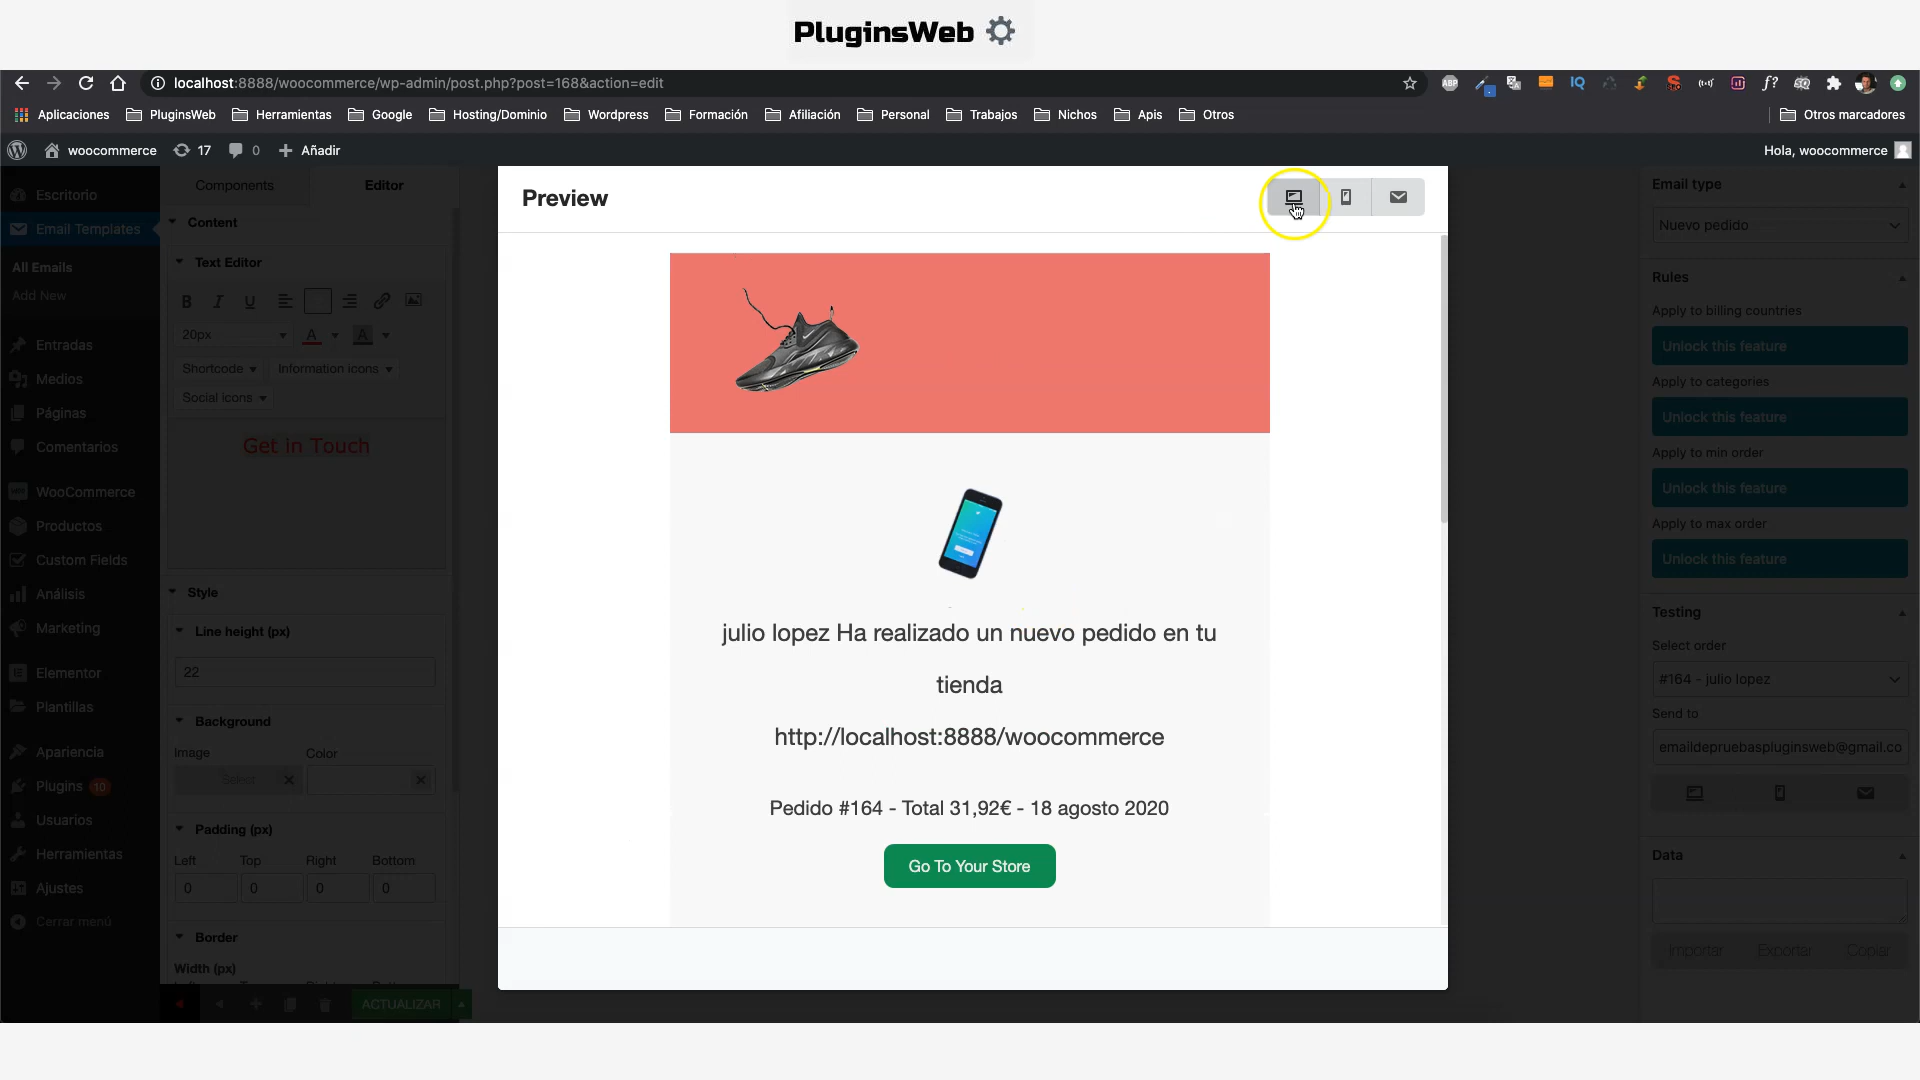 PluginsWeb
localhost:8888/woocommerce/wp-admin/post.php?post=168&action=edit
Aplicaciones PluginsWeb Herramientas Google Hosting/Dominio Wordpress Formación Afiliación Personal Trabajos Nichos Apis Otros Otros marcadores
woocommerce 17 0 Añadir Hola, woocommerce
Escritorio
Email Templates
All Emails
Add New
Entradas
Medios
Páginas
Comentarios
WooCommerce
Productos
Custom Fields
Análisis
Marketing
Elementor
Plantillas
Apariencia
Plugins 10
Usuarios
Herramientas
Ajustes
Cerrar menú
Components Editor
Content
Text Editor
B I U
20px A A
Shortcode Information icons
Social icons
Get in Touch
Style
Line height (px)
22
Background
Image Color
Select
Padding (px)
Left Top Right Bottom
0 0 0 0
Border
Width (px)
ACTUALIZAR
Preview
julio lopez Ha realizado un nuevo pedido en tu
tienda
http://localhost:8888/woocommerce
Pedido #164 - Total 31,92€ - 18 agosto 2020
Go To Your Store
Email type
Nuevo pedido
Rules
Apply to billing countries
Unlock this feature
Apply to categories
Unlock this feature
Apply to min order
Unlock this feature
Apply to max order
Unlock this feature
Testing
Select order
#164 - julio lopez
Send to
emaildepruebaspluginsweb@gmail.co
Data
Importar Exportar Copiar